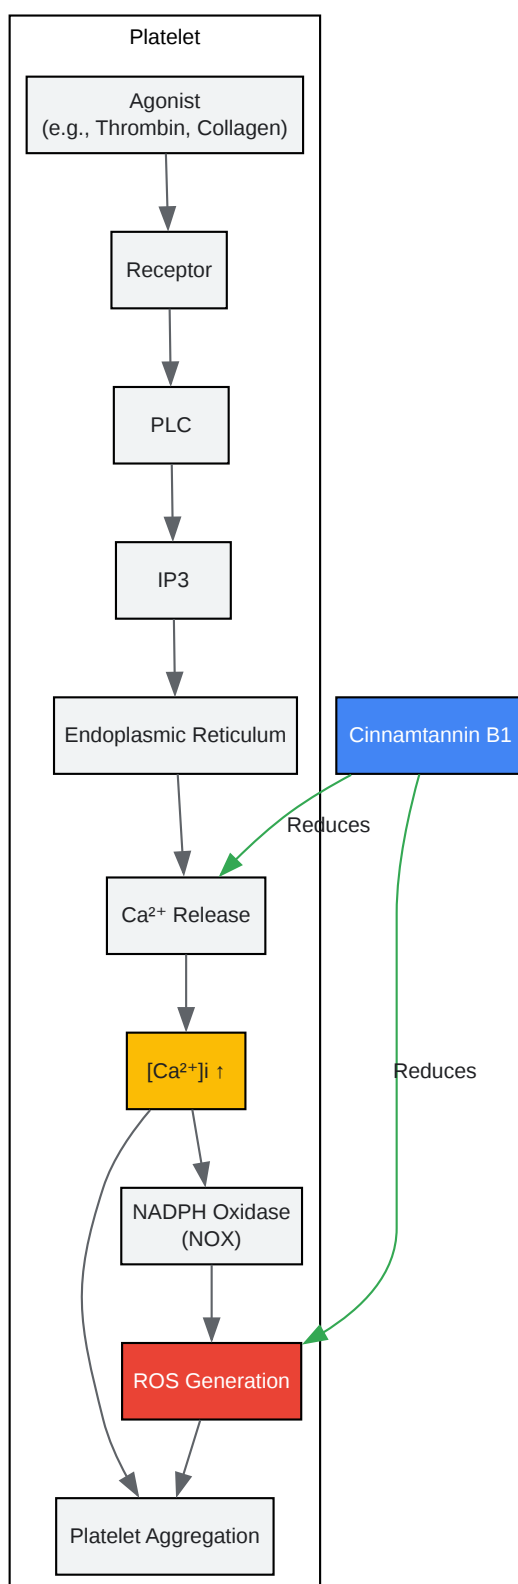 Platelet
Agonist
(e.g., Thrombin, Collagen)
Receptor
PLC
IP3
Endoplasmic Reticulum
Cinnamtannin B1
Reduces
Ca²⁺ Release
[Ca²⁺]i ↑
Reduces
NADPH Oxidase
(NOX)
ROS Generation
Platelet Aggregation